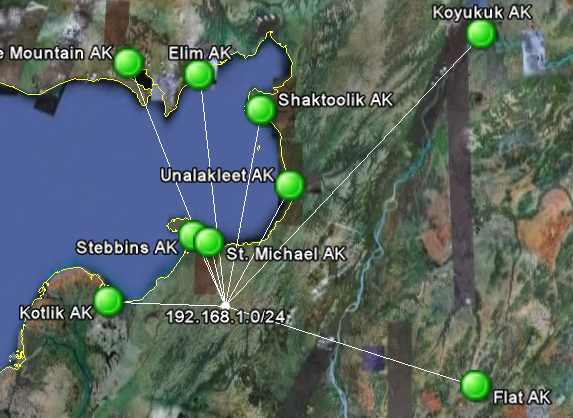 Koyukuk AK
e Mountain AK
Elim AK
Shaktoolik AK
Unalakleet AK
Stebbins AK
St. Michael AK
Kotlik AK
192.168.1.0/24
Flat AK